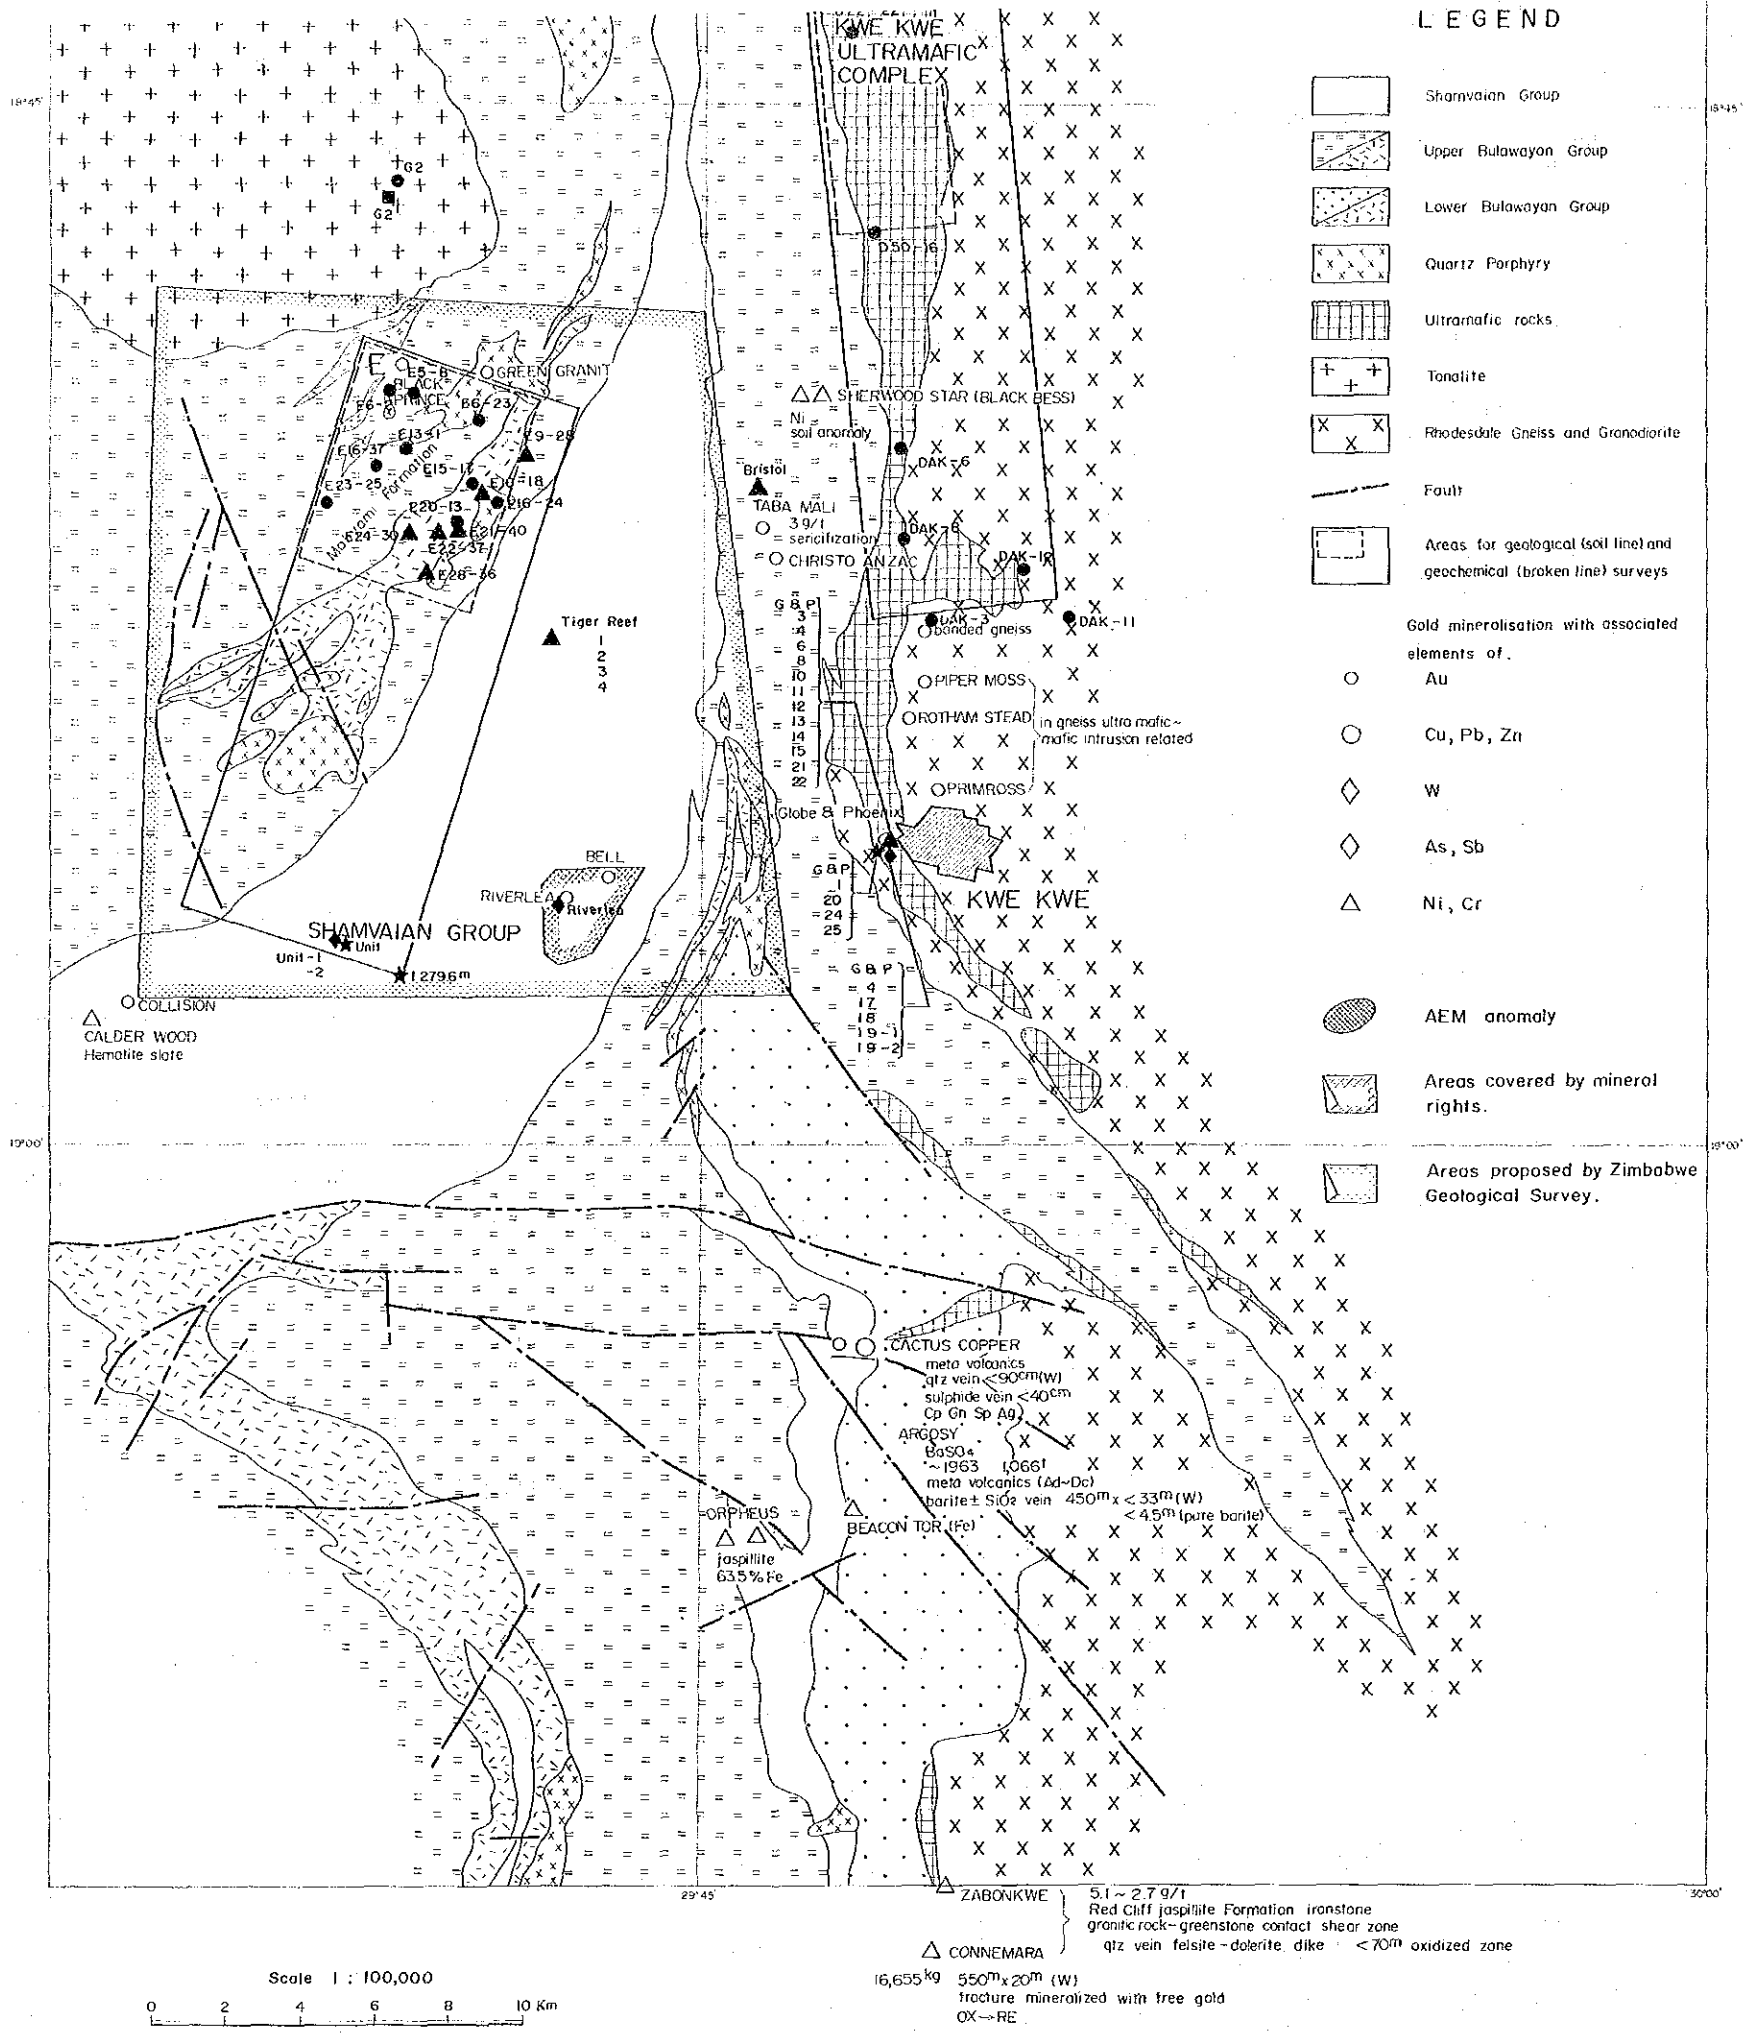 KWE KWE
ULTRAMAFIC
COMPLEX
LEGEND
18°45'
18°45'
Shamvaian Group
Upper Bulawayan Group
Lower Bulawayan Group
Quartz Porphyry
Ultramafic rocks
Tonalite
Rhodesdale Gneiss and Granodiorite
Fault
Areas for geological (soil line) and
geochemical (broken line) surveys
Gold mineralisation with associated
elements of.
Au
Cu, Pb, Zn
W
As, Sb
Ni, Cr
AEM anomaly
Areas covered by mineral
rights.
Areas proposed by Zimbabwe
Geological Survey.
G2
G2
D50-16
E
E5-8
BLACK
PRINCE
GREEN GRANIT
B6-23
E13-1
E9-28
E16-37
E15-17
E23-25
E16-24
E20-13
E21-40
E24-30
E22-37
E28-36
Formation
SHERWOOD STAR (BLACK BESS)
Ni
soil anomaly
DAK-6
Bristol
TABA MALI
3g/t
sericitization
CHRISTO ANZAC
DAK-8
DAK-12
DAK-3
DAK-11
banded gneiss
G & P
3
4
6
8
10
11
12
13
14
15
21
22
Tiger Reef
1
2
3
4
PIPER MOSS
ROTHAM STEAD
in gneiss ultra mafic~
mafic intrusion related
PRIMROSS
Globe & Phoenix
G & P
1
20
24
25
KWE KWE
BELL
RIVERLEA
Riverlea
SHAMVAIAN GROUP
Unit
Unit-1
-2
1279.6m
G & P
4
17
18
19-1
19-2
COLLISION
CALDER WOOD
Hematite slate
19°00'
19°00'
CACTUS COPPER
meta volcanics
qtz vein <90cm(W)
sulphide vein <40cm
Cp Gn Sp Ag
ARGOSY
BaSO4
~1963 1,066t
meta volcanics (Ad~Dc)
barite± SiO2 vein 450m x <33m (W)
<4.5m (pure barite)
ORPHEUS
jaspillite
63.5% Fe
BEACON TOR (Fe)
29°45'
30°00'
ZABONKWE
5.1 ~ 2.7 g/t
Red Cliff jaspillite Formation ironstone
granitic rock-greenstone contact shear zone
qtz vein felsite-dolerite dike <70m oxidized zone
CONNEMARA
16,655kg 550m x 20m (W)
fracture mineralized with free gold
OX→RE
Scale 1 : 100,000
0 2 4 6 8 10 Km